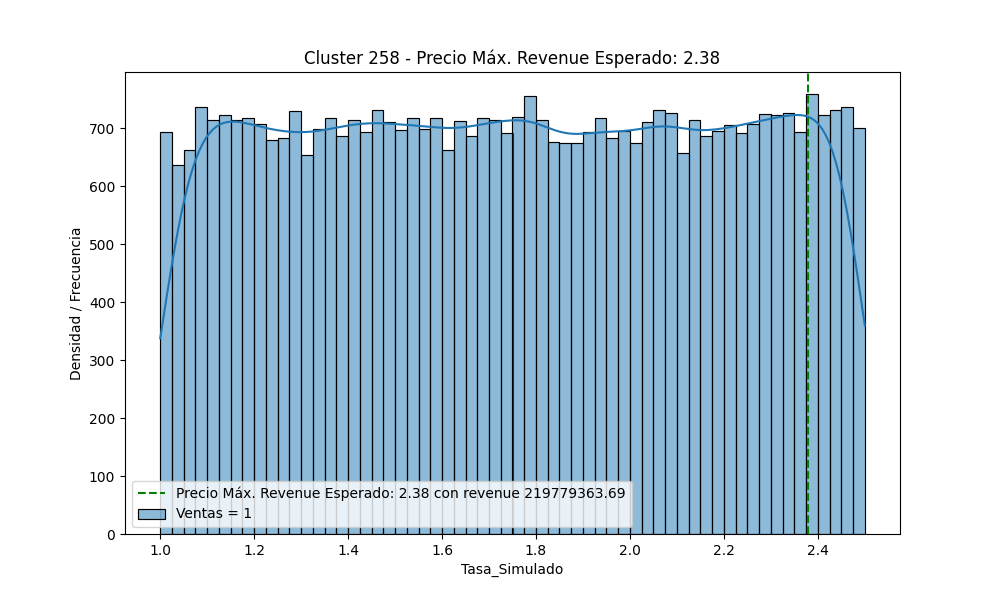 Cluster 258 - Precio Máx. Revenue Esperado: 2.38
Densidad / Frecuencia
700
600
500
400
300
200
100
0
Precio Máx. Revenue Esperado: 2.38 con revenue 219779363.69
Ventas = 1
1.0 1.2 1.4 1.6 1.8 2.0 2.2 2.4
Tasa_Simulado